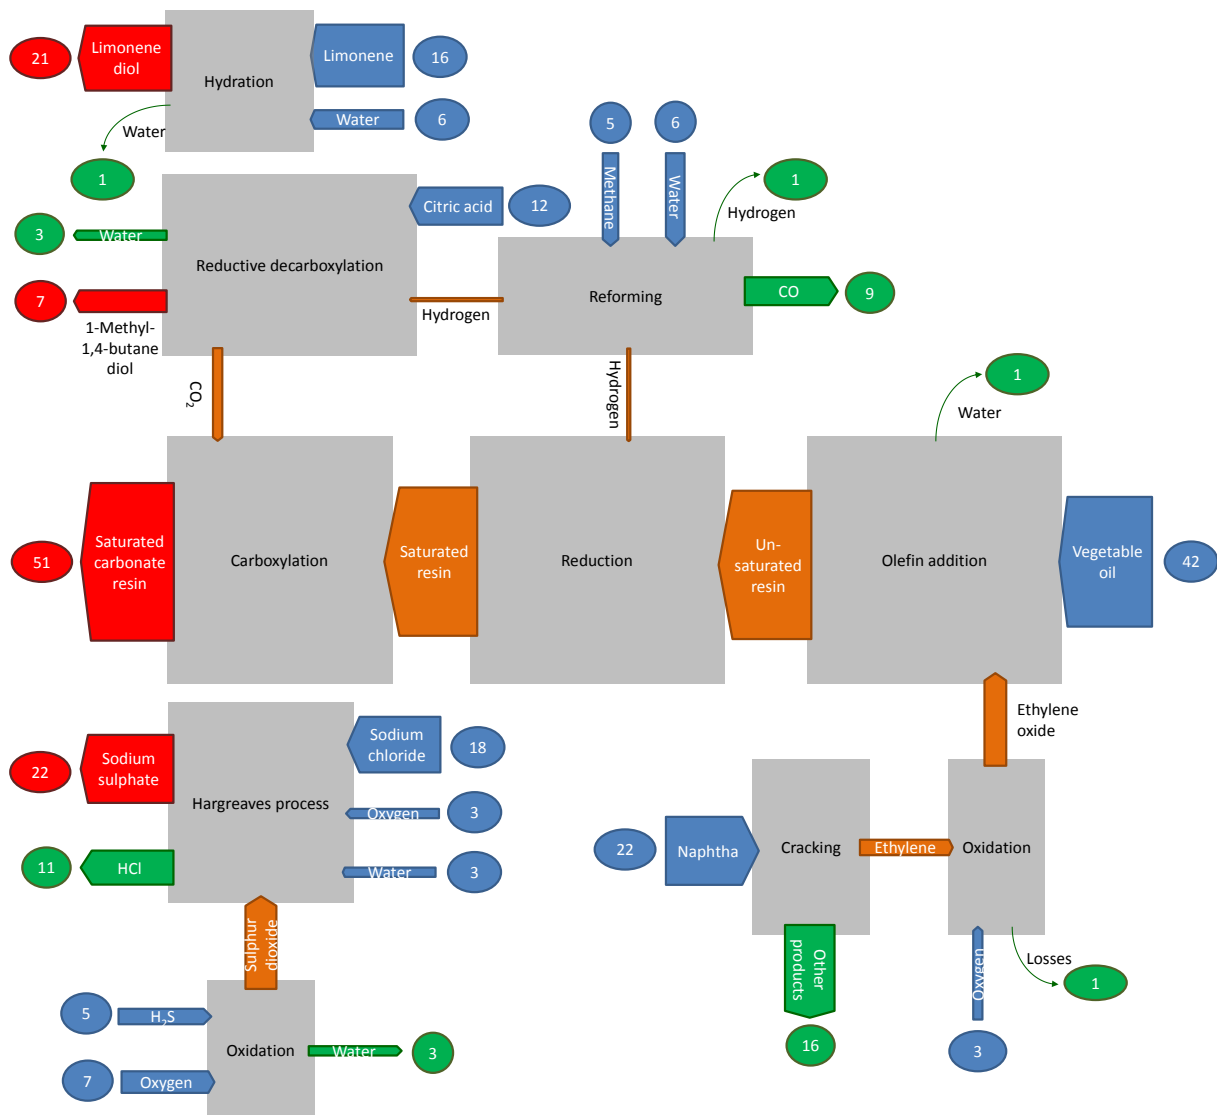 21
Limonene
diol
Hydration
Limonene
16
Water
6
Water
1
5
6
Methane
Water
1
Hydrogen
Citric acid
12
3
Water
Reductive decarboxylation
Reforming
CO
9
7
1-Methyl-
1,4-butane
diol
Hydrogen
CO₂
Hydrogen
1
Water
51
Saturated
carbonate
resin
Carboxylation
Saturated
resin
Reduction
Un-
saturated
resin
Olefin addition
Vegetable
oil
42
Ethylene
oxide
22
Sodium
sulphate
Hargreaves process
Sodium
chloride
18
Oxygen
3
11
HCl
Water
3
22
Naphtha
Cracking
Ethylene
Oxidation
Sulphur
dioxide
Other
products
16
Oxygen
3
Losses
1
5
H₂S
Oxidation
Water
3
7
Oxygen